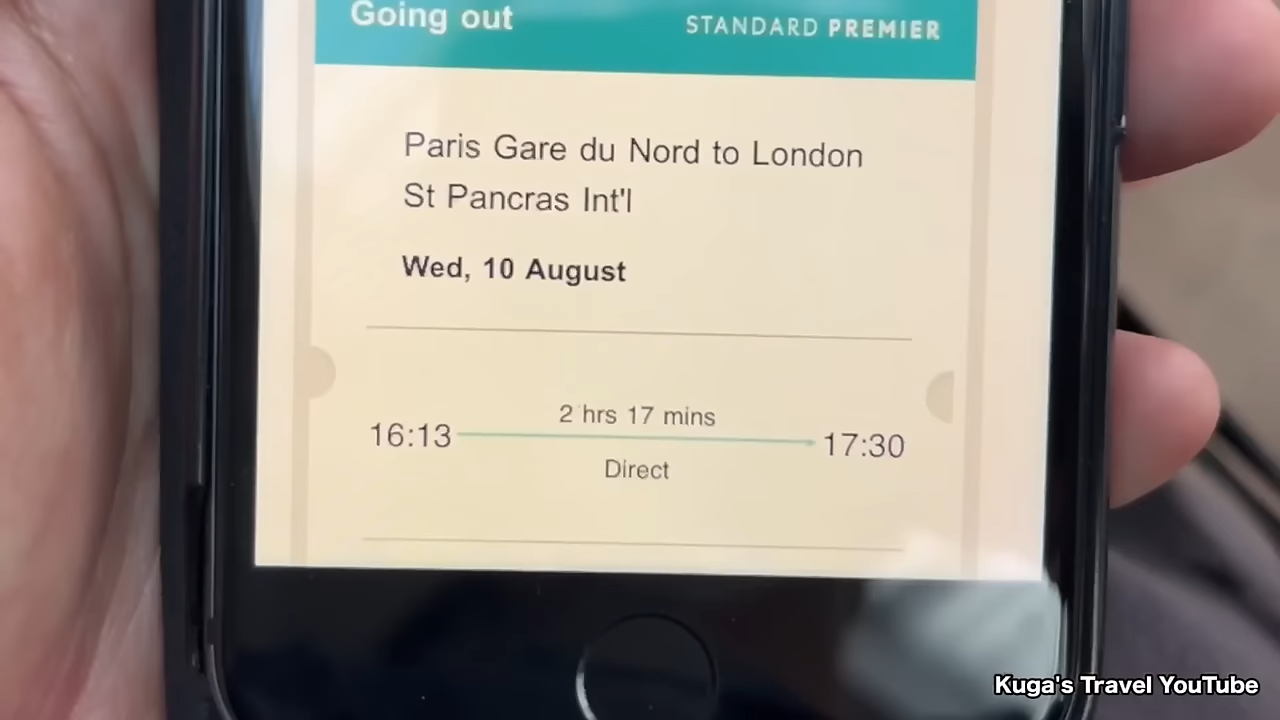 Going out STANDARD PREMIER
Paris Gare du Nord to London
St Pancras Int'l
Wed, 10 August
2 hrs 17 mins
16:13 17:30
Direct
Kuga's Travel YouTube